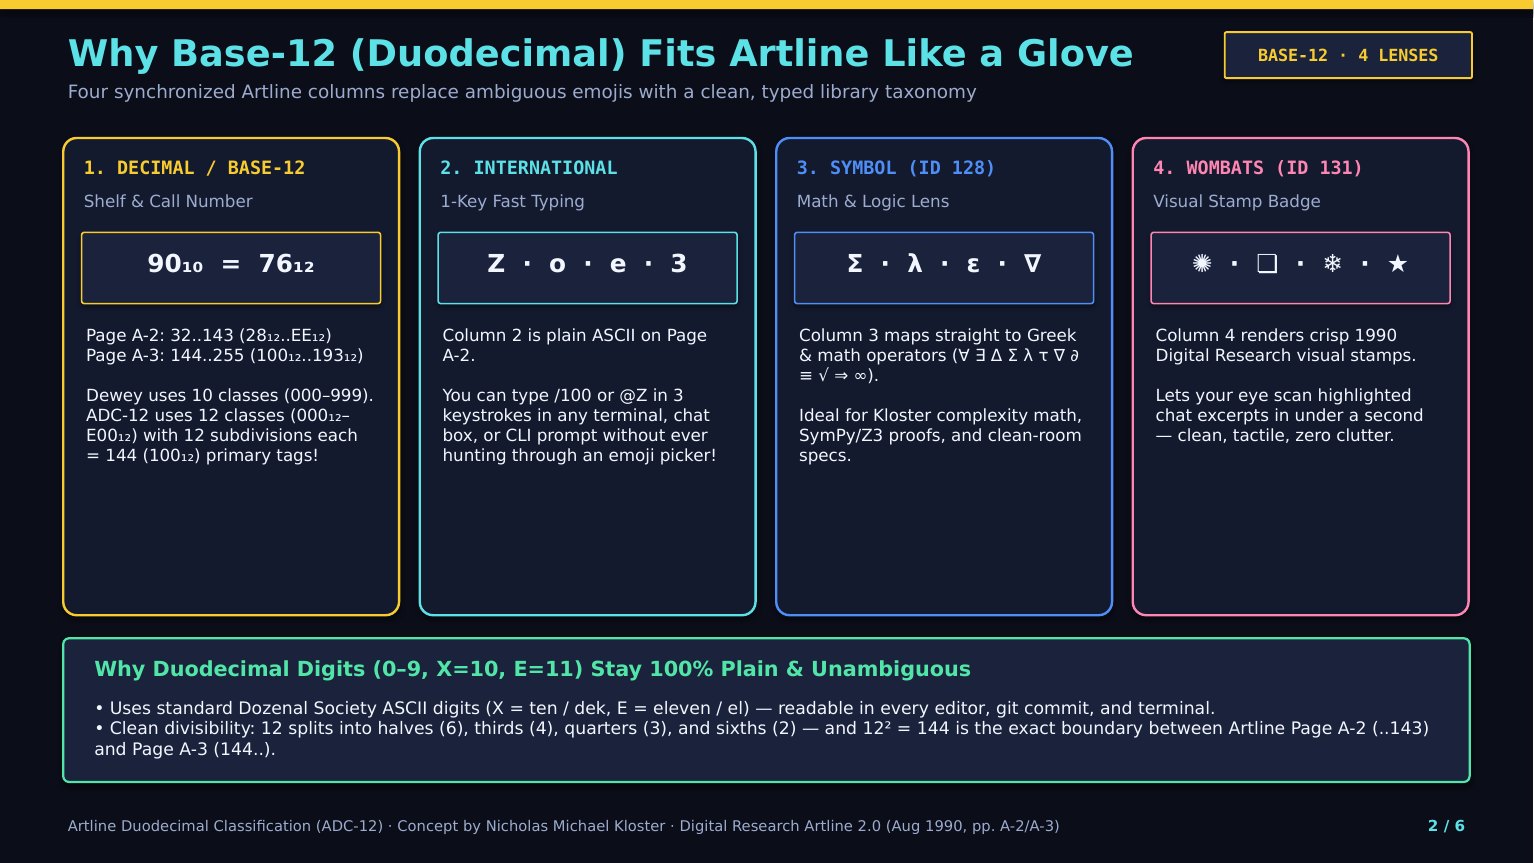 Why Base-12 (Duodecimal) Fits Artline Like a Glove
BASE-12 · 4 LENSES
Four synchronized Artline columns replace ambiguous emojis with a clean, typed library taxonomy
1. DECIMAL / BASE-12
Shelf & Call Number
90₁₀ = 76₁₂
Page A-2: 32..143 (28₁₂..EE₁₂)
Page A-3: 144..255 (100₁₂..193₁₂)
Dewey uses 10 classes (000–999).
ADC-12 uses 12 classes (000₁₂–
E00₁₂) with 12 subdivisions each
= 144 (100₁₂) primary tags!
2. INTERNATIONAL
1-Key Fast Typing
Z · o · e · 3
Column 2 is plain ASCII on Page
A-2.
You can type /100 or @Z in 3
keystrokes in any terminal, chat
box, or CLI prompt without ever
hunting through an emoji picker!
3. SYMBOL (ID 128)
Math & Logic Lens
Σ · λ · ε · ∇
Column 3 maps straight to Greek
& math operators (∀ ∃ Δ Σ λ τ ∇ ∂
≡ √ ⇒ ∞).
Ideal for Kloster complexity math,
SymPy/Z3 proofs, and clean-room
specs.
4. WOMBATS (ID 131)
Visual Stamp Badge
✺ · ❏ · ❄ · ★
Column 4 renders crisp 1990
Digital Research visual stamps.
Lets your eye scan highlighted
chat excerpts in under a second
— clean, tactile, zero clutter.
Why Duodecimal Digits (0–9, X=10, E=11) Stay 100% Plain & Unambiguous
• Uses standard Dozenal Society ASCII digits (X = ten / dek, E = eleven / el) — readable in every editor, git commit, and terminal.
• Clean divisibility: 12 splits into halves (6), thirds (4), quarters (3), and sixths (2) — and 12² = 144 is the exact boundary between Artline Page A-2 (..143)
and Page A-3 (144..).
Artline Duodecimal Classification (ADC-12) · Concept by Nicholas Michael Kloster · Digital Research Artline 2.0 (Aug 1990, pp. A-2/A-3)
2 / 6